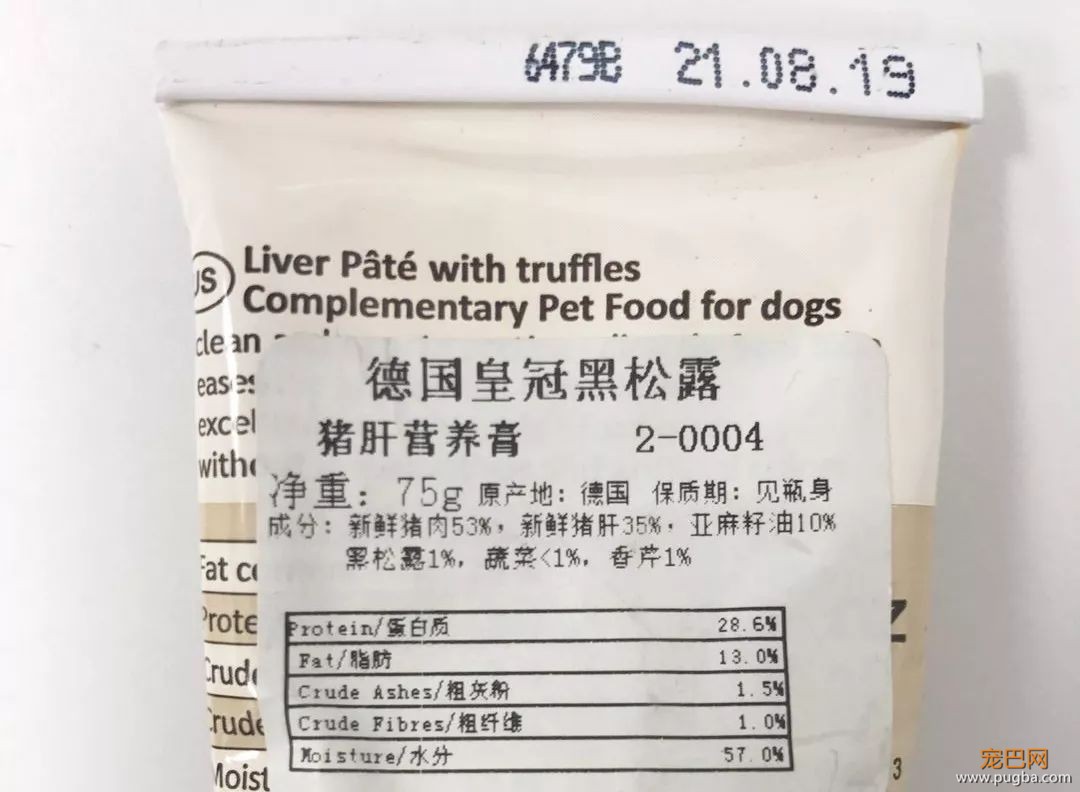 6479B 21.08.19
Liver Pâté with truffles
Complementary Pet Food for dogs
clean
德国皇冠黑松露
猪肝营养膏 2-0004
净重：75g 原产地：德国 保质期：见瓶身
成分：新鲜猪肉53%，新鲜猪肝35%，亚麻籽油10%
黑松露1%，蔬菜<1%，香芹1%
Fat
Protein/蛋白质 28.6%
Fat/脂肪 13.0%
Crude Ashes/粗灰粉 1.5%
Crude Fibres/粗纤维 1.0%
Moisture/水分 57.0%
宠巴网
www.pugba.com